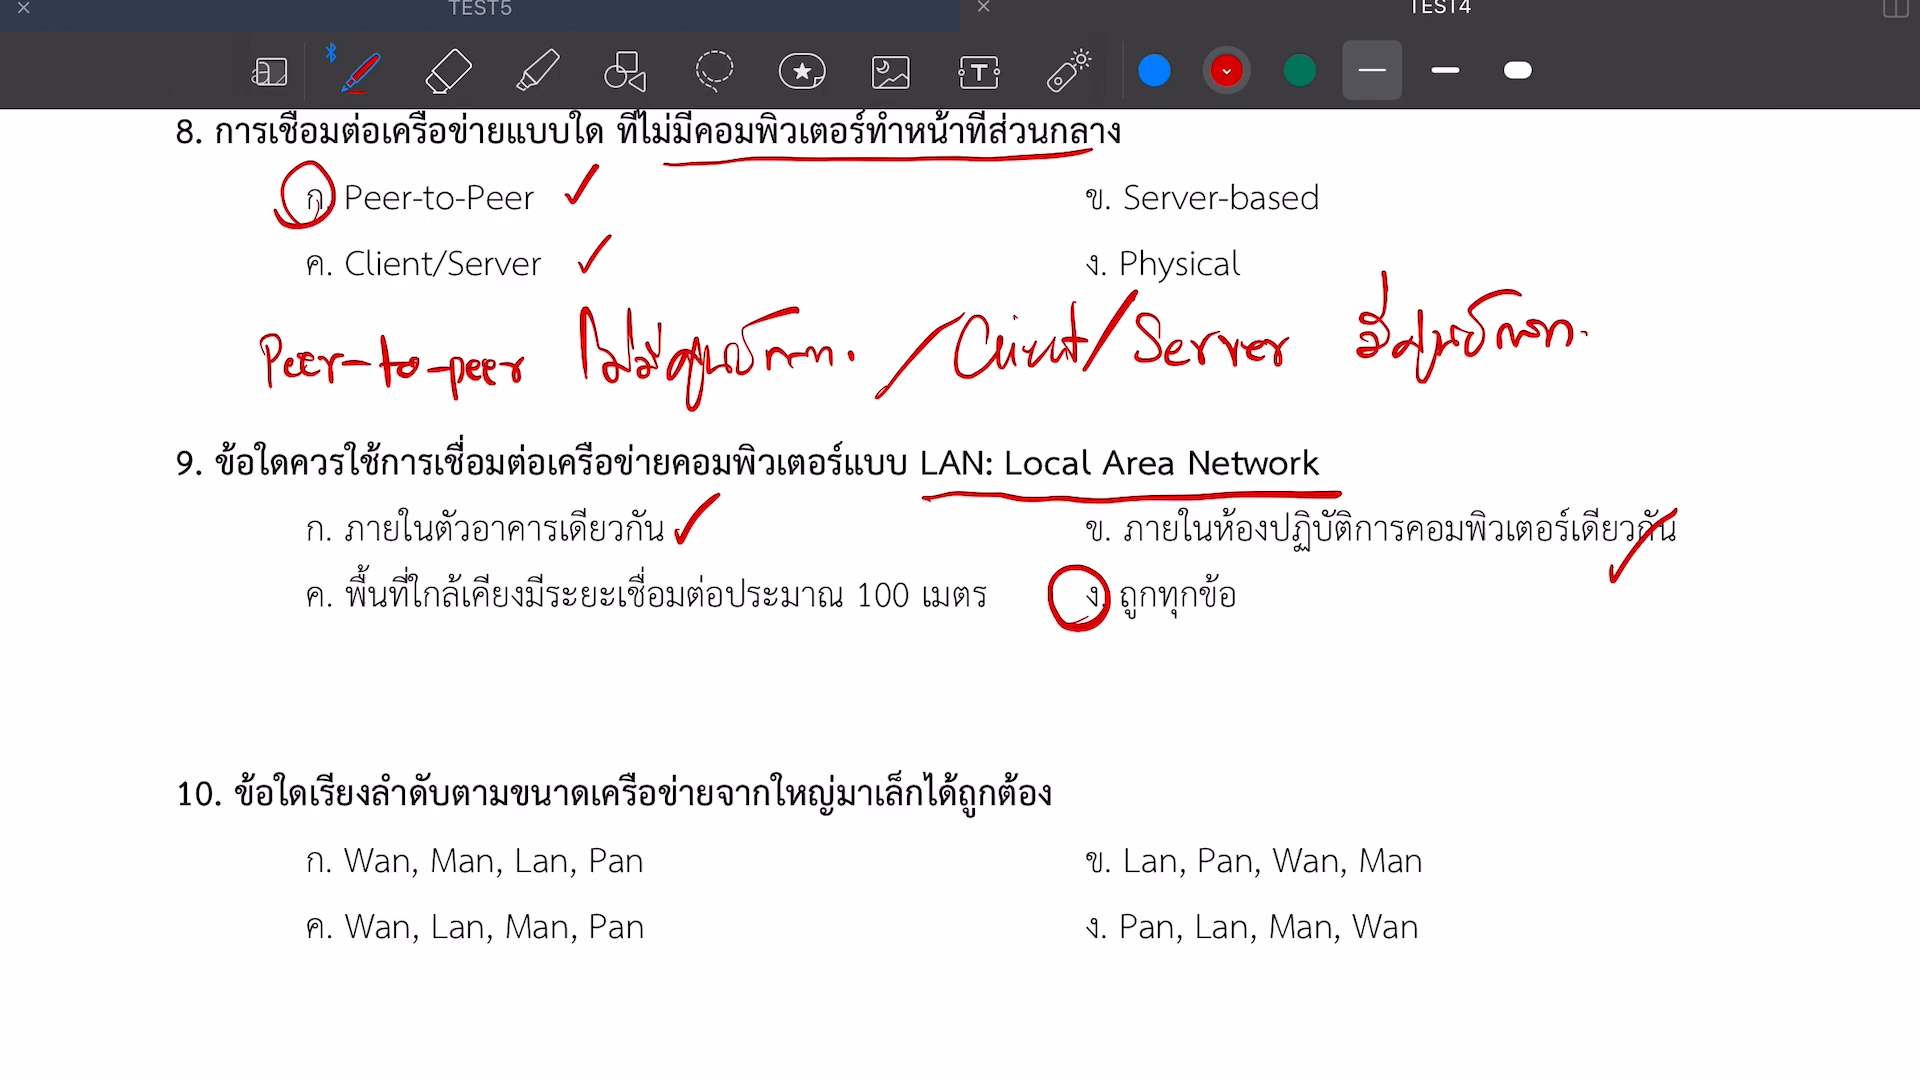 TEST5 TEST4
8. การเชื่อมต่อเครือข่ายแบบใด ที่ไม่มีคอมพิวเตอร์ทำหน้าที่ส่วนกลาง
ก. Peer-to-Peer ข. Server-based
ค. Client/Server ง. Physical
Peer-to-peer ไม่มีศูนย์กลาง / Client/Server มีศูนย์กลาง
9. ข้อใดควรใช้การเชื่อมต่อเครือข่ายคอมพิวเตอร์แบบ LAN: Local Area Network
ก. ภายในตัวอาคารเดียวกัน ข. ภายในห้องปฏิบัติการคอมพิวเตอร์เดียวกัน
ค. พื้นที่ใกล้เคียงมีระยะเชื่อมต่อประมาณ 100 เมตร ง. ถูกทุกข้อ
10. ข้อใดเรียงลำดับตามขนาดเครือข่ายจากใหญ่มาเล็กได้ถูกต้อง
ก. Wan, Man, Lan, Pan ข. Lan, Pan, Wan, Man
ค. Wan, Lan, Man, Pan ง. Pan, Lan, Man, Wan